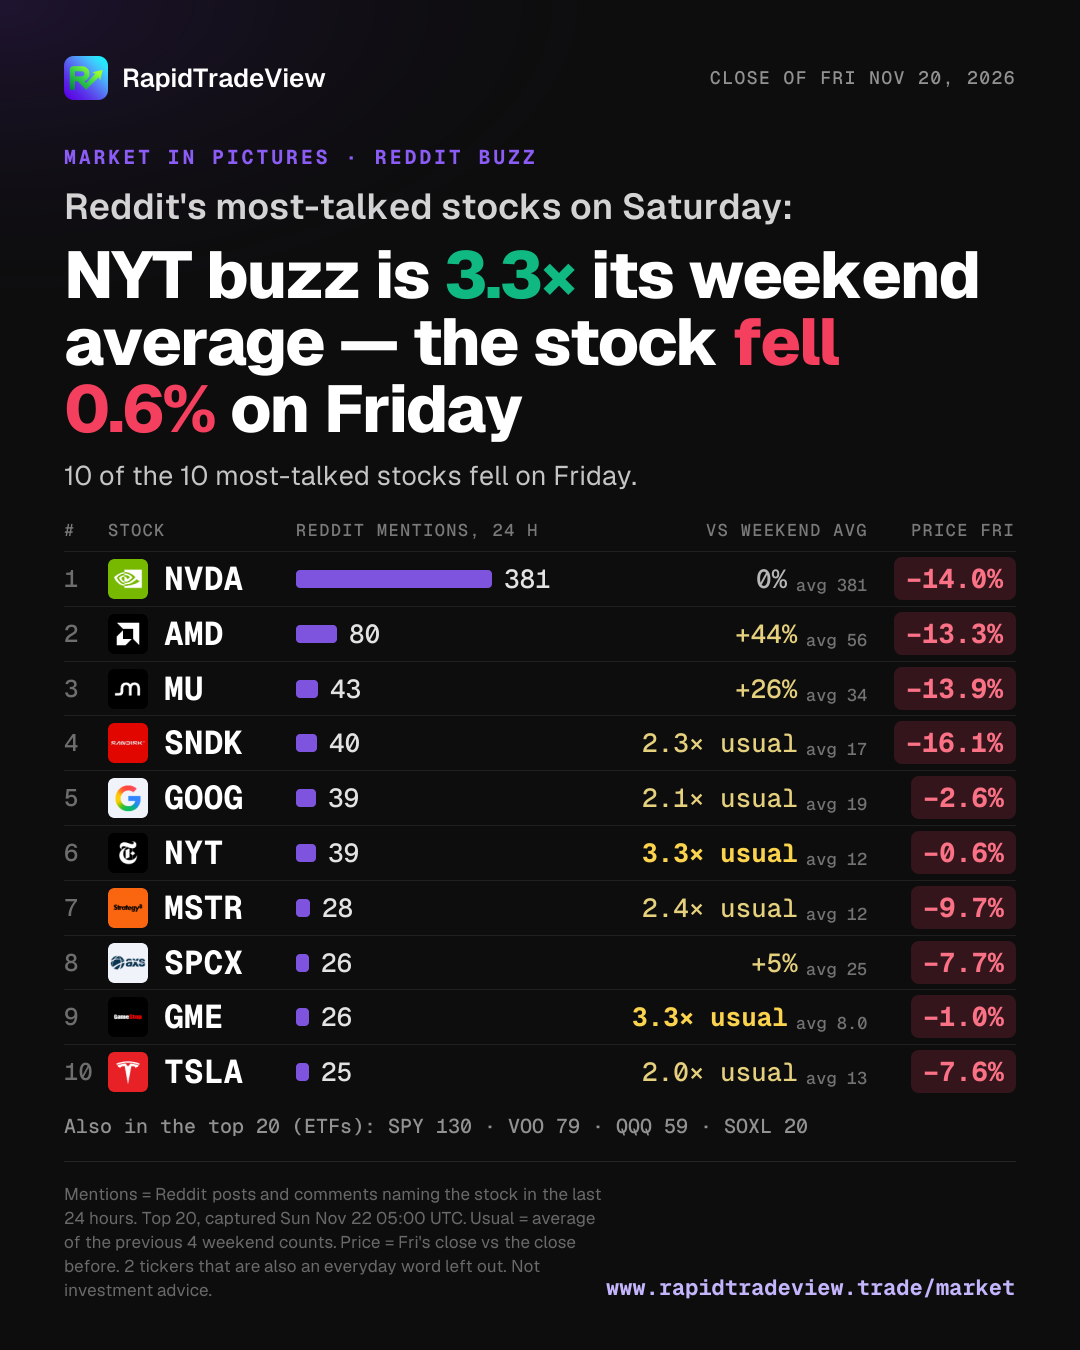 RapidTradeView
CLOSE OF FRI NOV 20, 2026
MARKET IN PICTURES · REDDIT BUZZ
Reddit's most-talked stocks on Saturday:
NYT buzz is 3.3× its weekend
average — the stock fell
0.6% on Friday
10 of the 10 most-talked stocks fell on Friday.
# STOCK REDDIT MENTIONS, 24 H VS WEEKEND AVG PRICE FRI
1 NVDA 381 0% avg 381 −14.0%
2 AMD 80 +44% avg 56 −13.3%
3 MU 43 +26% avg 34 −13.9%
4 SNDK 40 2.3× usual avg 17 −16.1%
5 GOOG 39 2.1× usual avg 19 −2.6%
6 NYT 39 3.3× usual avg 12 −0.6%
7 Strategy MSTR 28 2.4× usual avg 12 −9.7%
8 SPCX 26 +5% avg 25 −7.7%
9 GameStop GME 26 3.3× usual avg 8.0 −1.0%
10 TSLA 25 2.0× usual avg 13 −7.6%
Also in the top 20 (ETFs): SPY 130 · VOO 79 · QQQ 59 · SOXL 20
Mentions = Reddit posts and comments naming the stock in the last
24 hours. Top 20, captured Sun Nov 22 05:00 UTC. Usual = average
of the previous 4 weekend counts. Price = Fri's close vs the close
before. 2 tickers that are also an everyday word left out. Not
investment advice.
www.rapidtradeview.trade/market